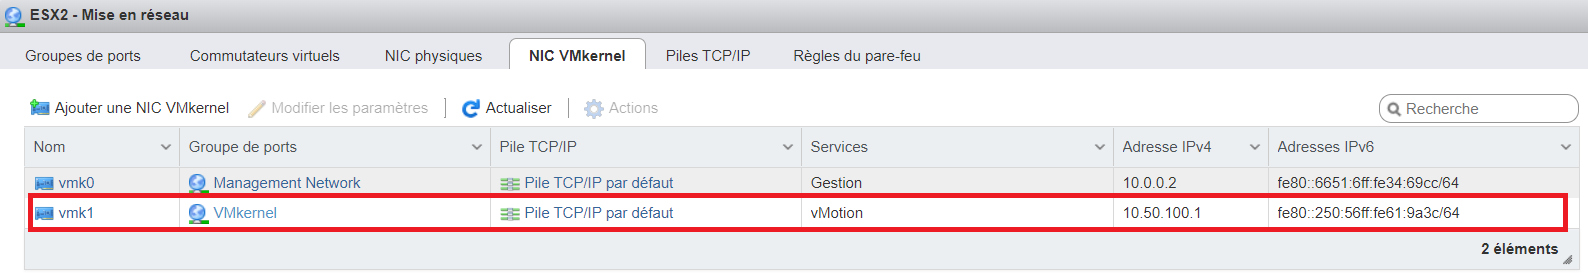 ESX2 - Mise en réseau
Groupes de ports Commutateurs virtuels NIC physiques NIC VMkernel Piles TCP/IP Règles du pare-feu
Ajouter une NIC VMkernel Modifier les paramètres Actualiser Actions Recherche
Nom Groupe de ports Pile TCP/IP Services Adresse IPv4 Adresses IPv6
vmk0 Management Network Pile TCP/IP par défaut Gestion 10.0.0.2 fe80::6651:6ff:fe34:69cc/64
vmk1 VMkernel Pile TCP/IP par défaut vMotion 10.50.100.1 fe80::250:56ff:fe61:9a3c/64
2 éléments